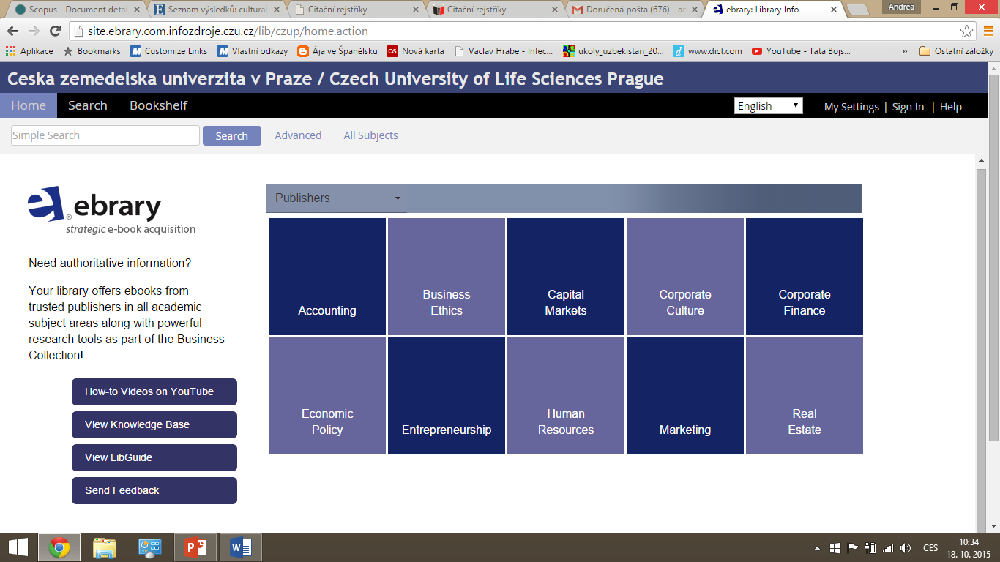 Scopus - Document detai
Seznam výsledků: cultural
Citační rejstříky
Citační rejstříky
Doručená pošta (676) - an
ebrary: Library Info
Andrea
site.ebrary.com.infozdroje.czu.cz/lib/czup/home.action
Aplikace
Bookmarks
Customize Links
Vlastní odkazy
Ája ve Španělsku
Nová karta
Vaclav Hrabe - Infec...
ukoly_uzbekistan_20...
www.dict.com
YouTube - Tata Bojs...
»
Ostatní záložky
Ceska zemedelska univerzita v Praze / Czech University of Life Sciences Prague
Home
Search
Bookshelf
English
My Settings | Sign In | Help
Simple Search
Search
Advanced
All Subjects
ebrary
strategic e-book acquisition
Need authoritative information?
Your library offers ebooks from
trusted publishers in all academic
subject areas along with powerful
research tools as part of the Business
Collection!
How-to Videos on YouTube
View Knowledge Base
View LibGuide
Send Feedback
Publishers
Accounting
Business
Ethics
Capital
Markets
Corporate
Culture
Corporate
Finance
Economic
Policy
Entrepreneurship
Human
Resources
Marketing
Real
Estate
CES
10:34
18. 10. 2015